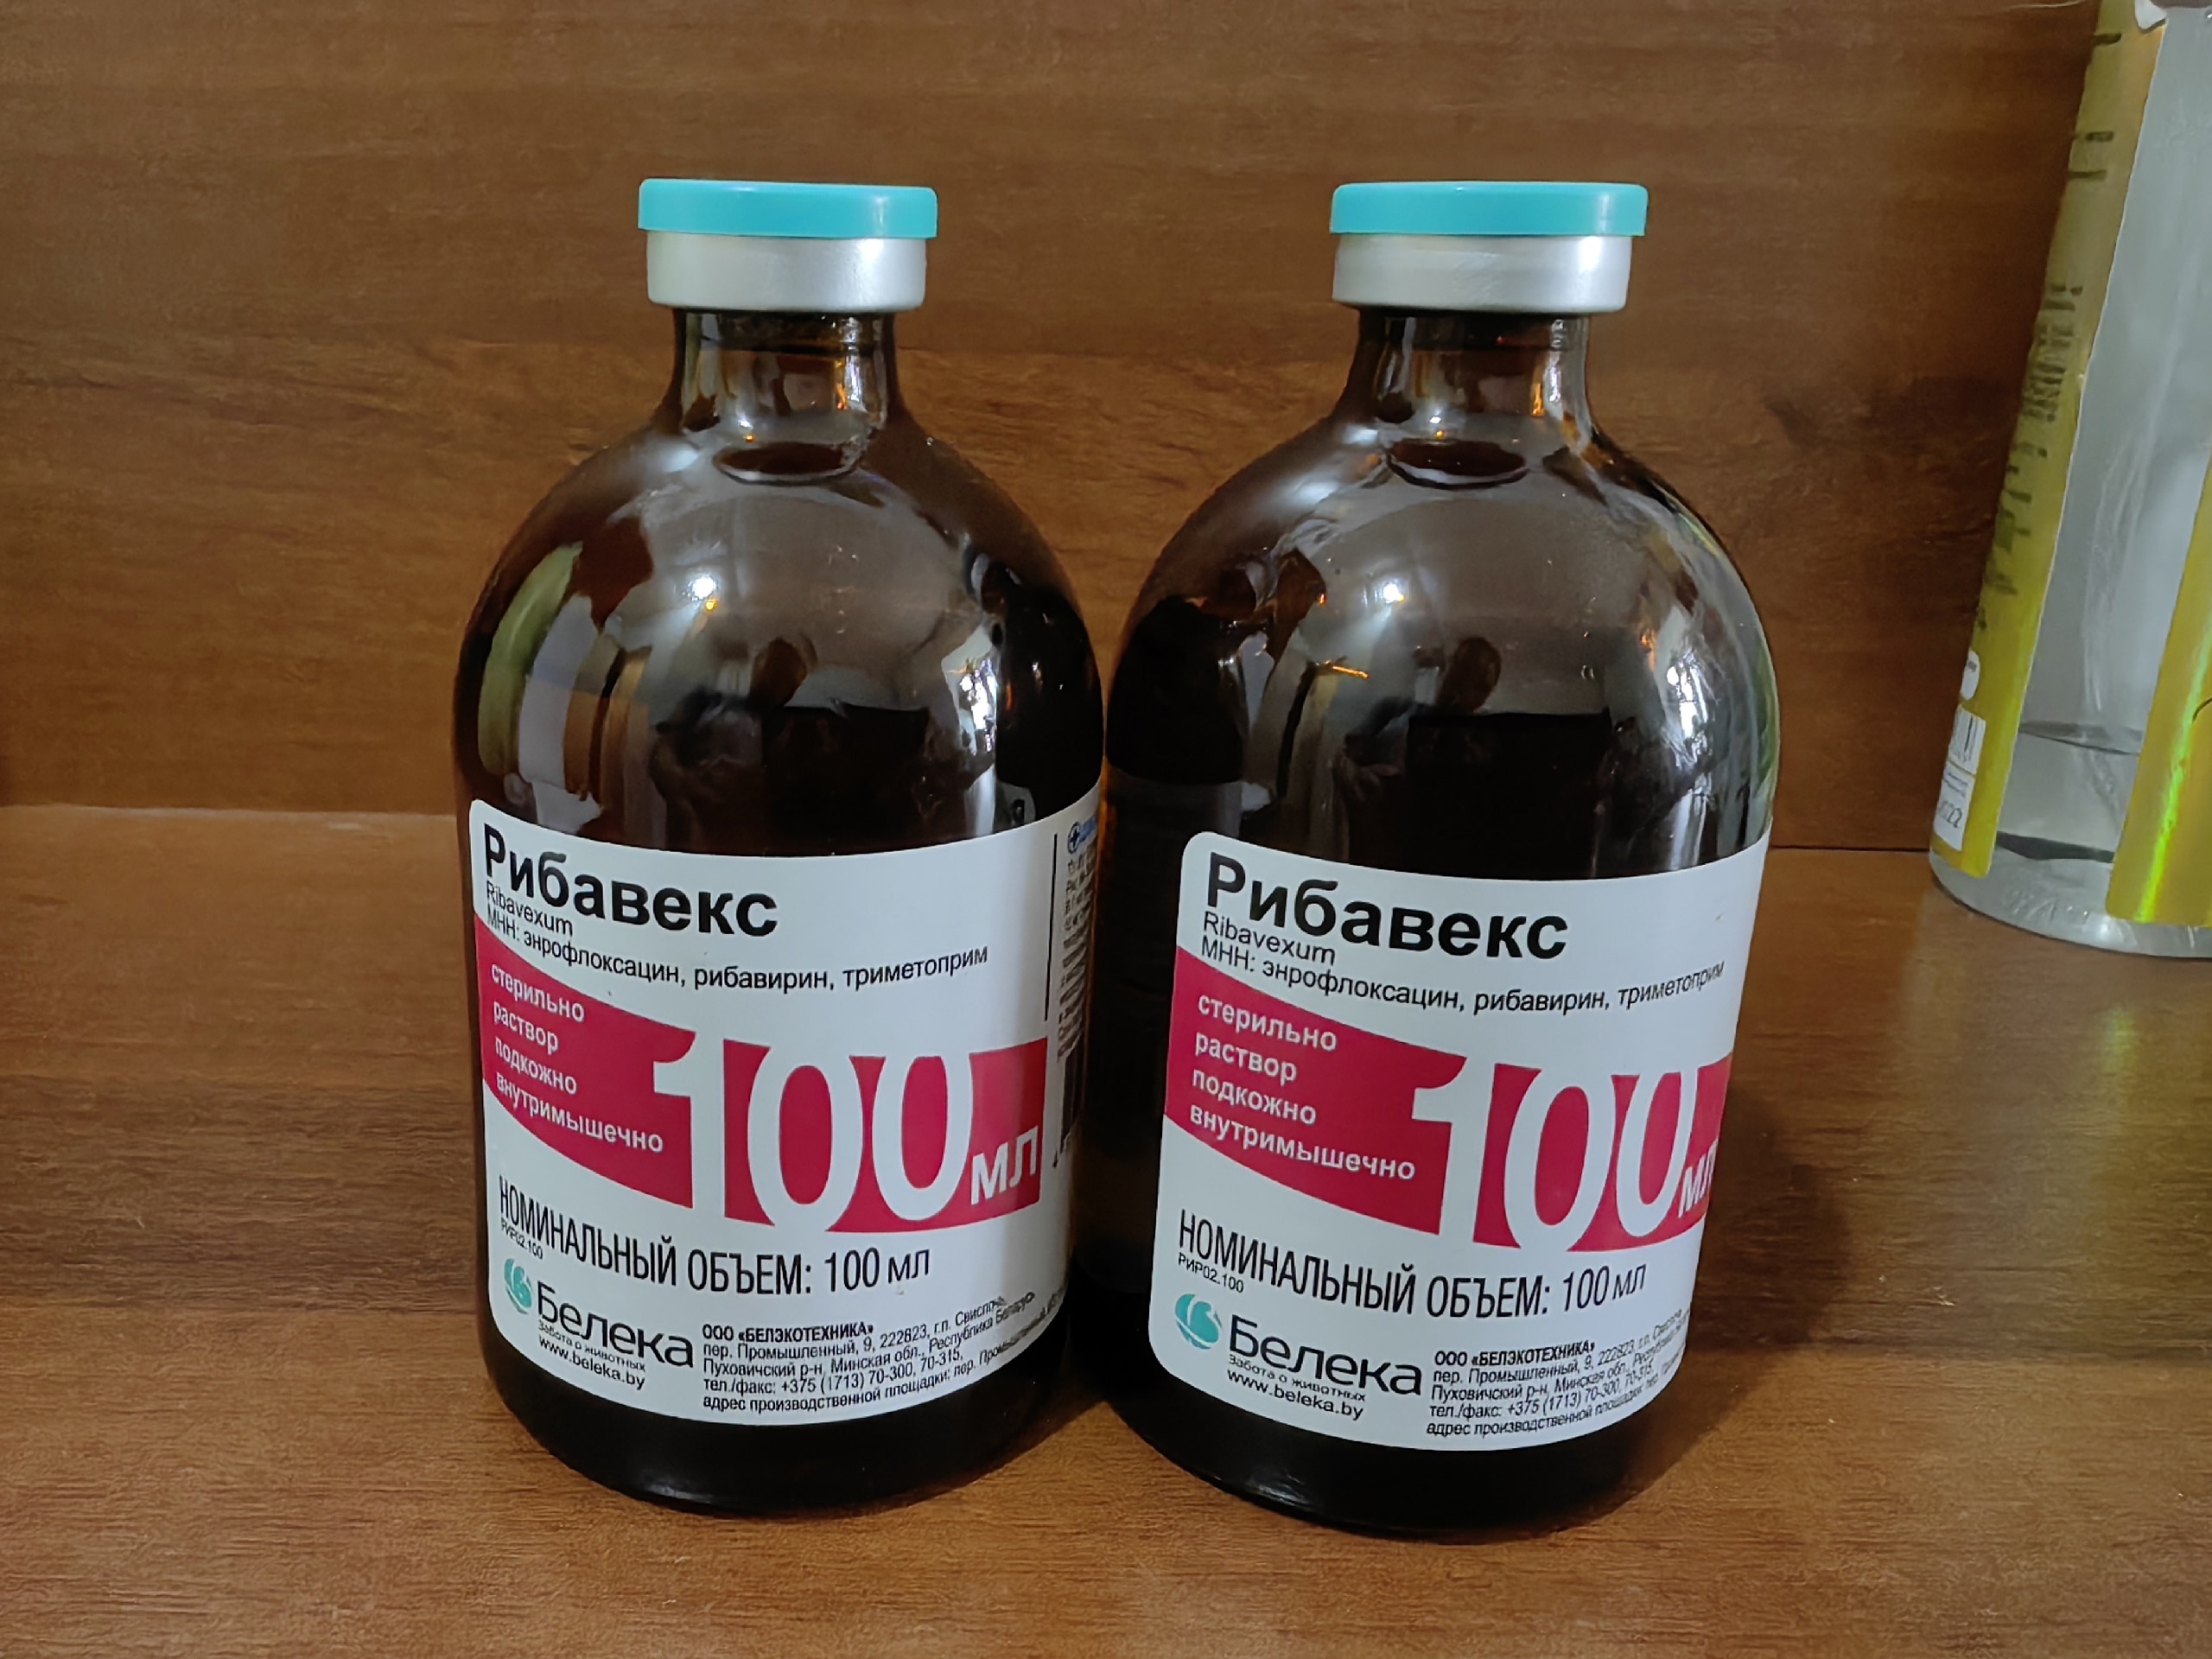 Рибавекс
Ribavexum
МНН: энрофлоксацин, рибавирин, триметоприм
стерильно
раствор
подкожно
внутримышечно
100 мл
НОМИНАЛЬНЫЙ ОБЪЕМ: 100 мл
РИР02.100
Белека
Забота о животных
www.beleka.by
ООО «БЕЛЭКОТЕХНИКА»
пер. Промышленный, 9, 222823, г.п. Свислочь,
Пуховичский р-н, Минская обл., Республика Беларусь,
тел./факс: +375 (1713) 70-300, 70-315,
адрес производственной площадки: пер. Промышленный,
Рибавекс
Ribavexum
МНН: энрофлоксацин, рибавирин, триметоприм
стерильно
раствор
подкожно
внутримышечно
100 мл
НОМИНАЛЬНЫЙ ОБЪЕМ: 100 мл
РИР02.100
Белека
Забота о животных
www.beleka.by
ООО «БЕЛЭКОТЕХНИКА»
пер. Промышленный, 9, 222823, г.п.
Пуховичский р-н, Минская обл., Республика
тел./факс: +375 (1713) 70-300, 70-315,
адрес производственной площадки: пер.